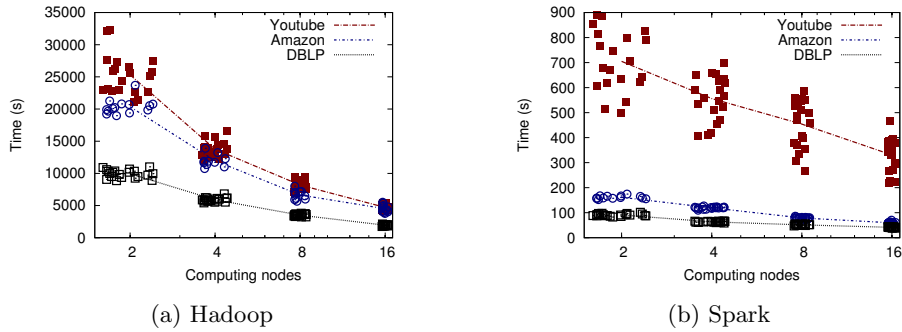 35000
30000
25000
20000
15000
10000
5000
0
Time (s)
Youtube
Amazon
DBLP
2 4 8 16
Computing nodes
(a) Hadoop
900
800
700
600
500
400
300
200
100
0
Time (s)
Youtube
Amazon
DBLP
2 4 8 16
Computing nodes
(b) Spark